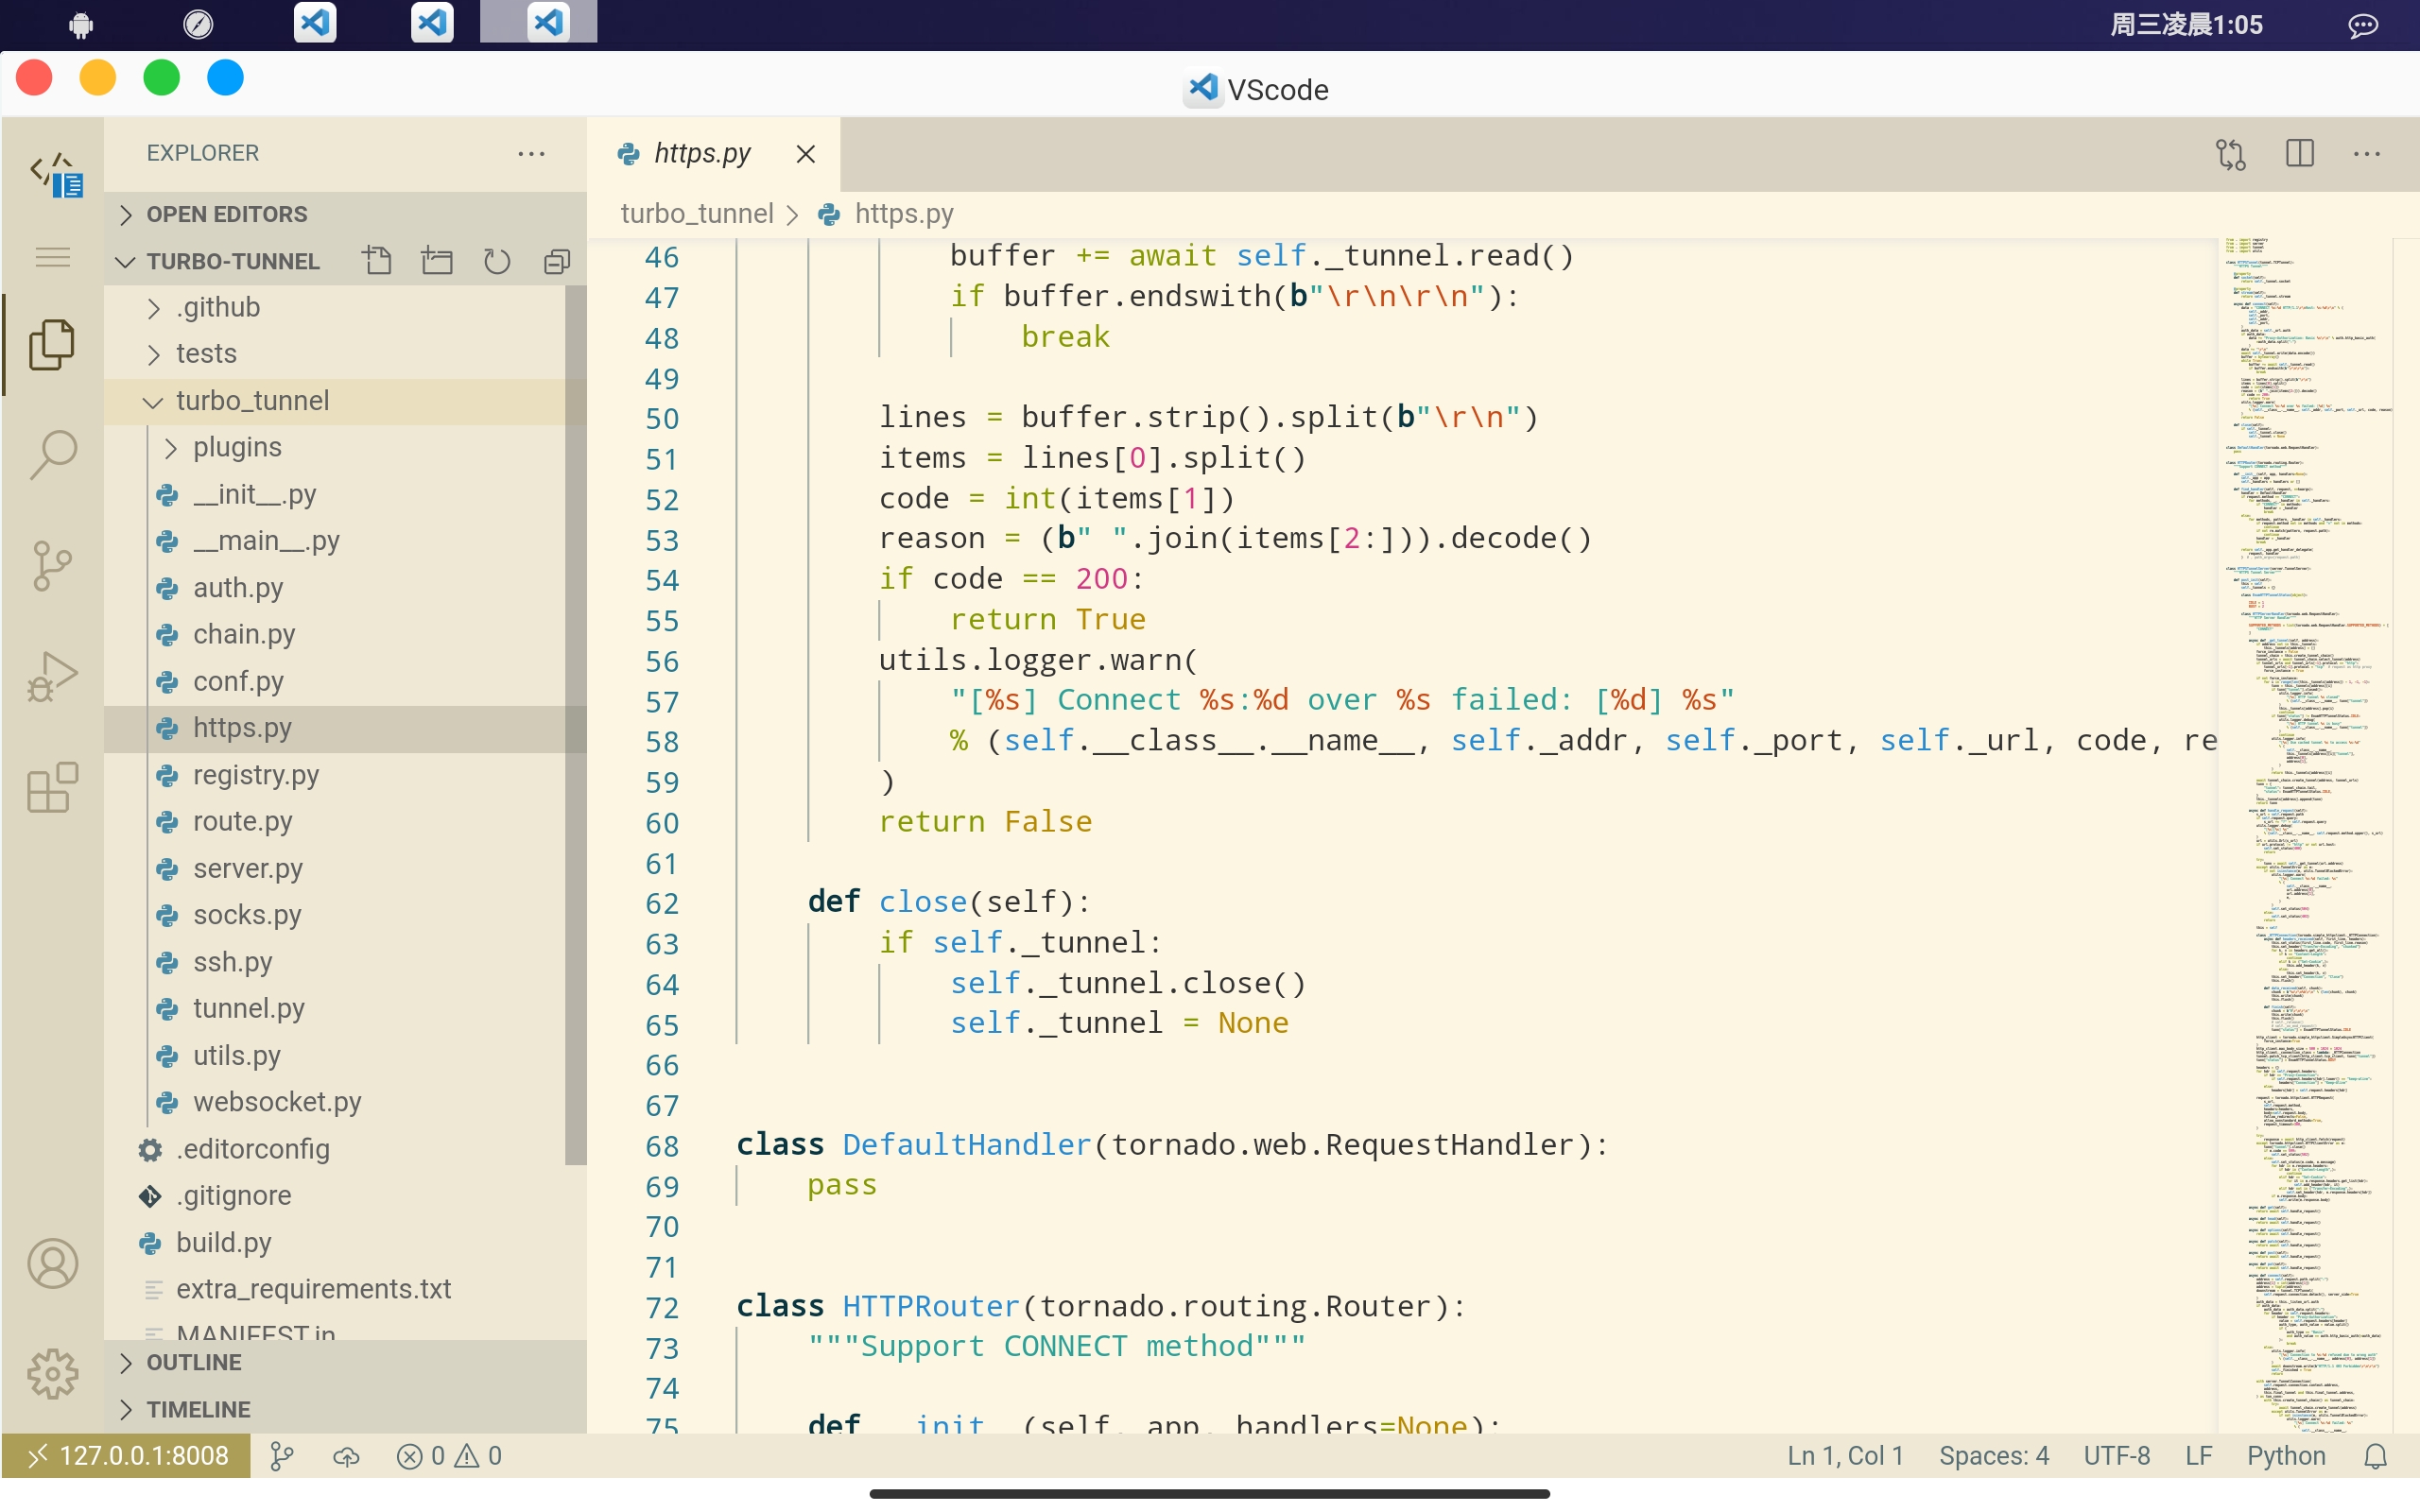 周三凌晨1:05
VScode
EXPLORER
OPEN EDITORS
TURBO-TUNNEL
.github
tests
turbo_tunnel
plugins
__init__.py
__main__.py
auth.py
chain.py
conf.py
https.py
registry.py
route.py
server.py
socks.py
ssh.py
tunnel.py
utils.py
websocket.py
.editorconfig
.gitignore
build.py
extra_requirements.txt
MANIFEST.in
OUTLINE
TIMELINE
https.py
turbo_tunnel > https.py
46 buffer += await self._tunnel.read()
47 if buffer.endswith(b"\r\n\r\n"):
48 break
49
50 lines = buffer.strip().split(b"\r\n")
51 items = lines[0].split()
52 code = int(items[1])
53 reason = (b" ".join(items[2:])).decode()
54 if code == 200:
55 return True
56 utils.logger.warn(
57 "[%s] Connect %s:%d over %s failed: [%d] %s"
58 % (self.__class__.__name__, self._addr, self._port, self._url, code, re
59 )
60 return False
61
62 def close(self):
63 if self._tunnel:
64 self._tunnel.close()
65 self._tunnel = None
66
67
68 class DefaultHandler(tornado.web.RequestHandler):
69 pass
70
71
72 class HTTPRouter(tornado.routing.Router):
73 """Support CONNECT method"""
74
75 def __init__(self, app, handlers=None):
127.0.0.1:8008
0 0
Ln 1, Col 1 Spaces: 4 UTF-8 LF Python